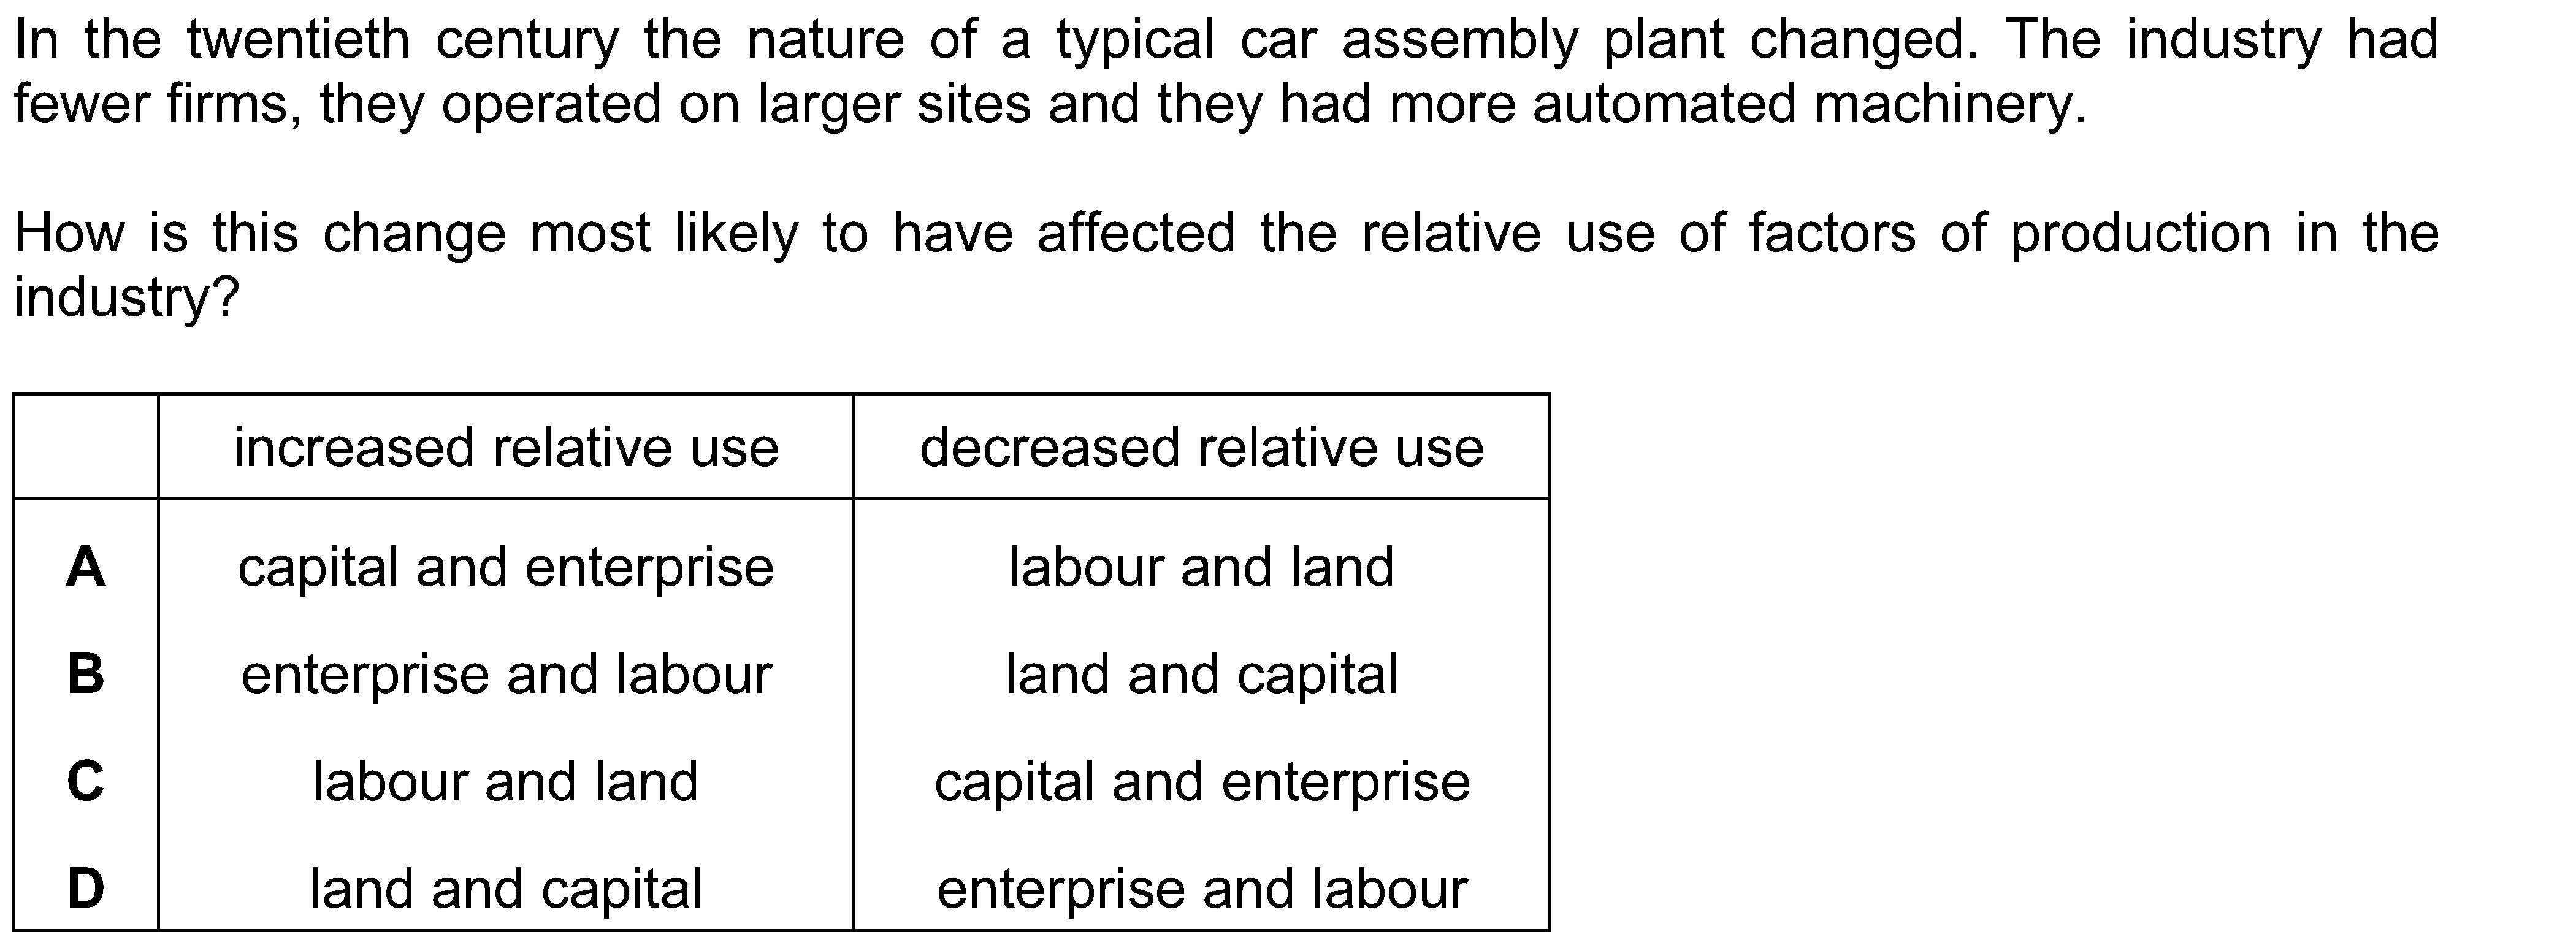 In the twentieth century the nature of a typical car assembly plant changed. The industry had
fewer firms, they operated on larger sites and they had more automated machinery.
How is this change most likely to have affected the relative use of factors of production in the
industry?
increased relative use decreased relative use
A capital and enterprise labour and land
B enterprise and labour land and capital
C labour and land capital and enterprise
D land and capital enterprise and labour